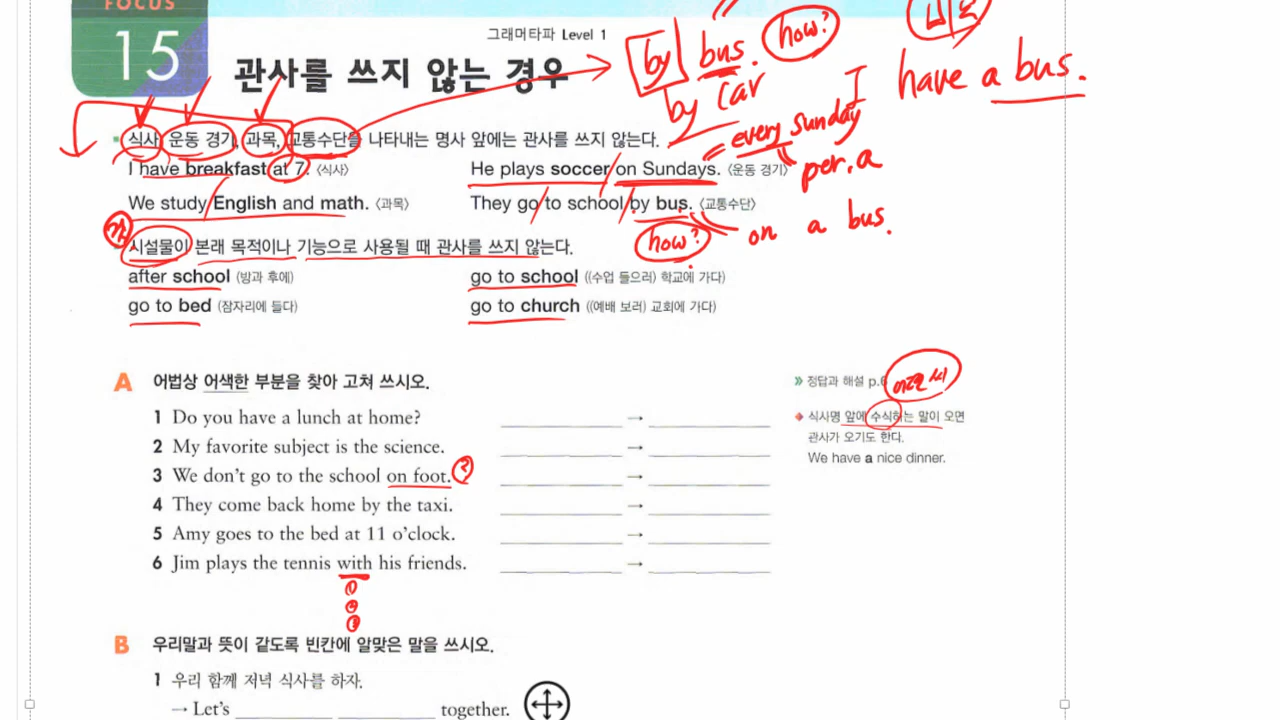 FOCUS
15
그래머타파 Level 1
관사를 쓰지 않는 경우
by bus. how?
by car
I have a bus.
식사, 운동 경기, 과목, 교통수단을 나타내는 명사 앞에는 관사를 쓰지 않는다.
every Sunday
per. a
I have breakfast at 7. 〈식사〉
He plays soccer on Sundays. 〈운동 경기〉
We study English and math. 〈과목〉
They go to school by bus. 〈교통수단〉
how?
on a bus.
시설물이 본래 목적이나 기능으로 사용될 때 관사를 쓰지 않는다.
after school (방과 후에)
go to school ((수업 들으러) 학교에 가다)
go to bed (잠자리에 들다)
go to church ((예배 보러) 교회에 가다)
A 어법상 어색한 부분을 찾아 고쳐 쓰시오.
» 정답과 해설 p.6
1 Do you have a lunch at home? →
2 My favorite subject is the science. →
3 We don't go to the school on foot. ? →
4 They come back home by the taxi. →
5 Amy goes to the bed at 11 o'clock. →
6 Jim plays the tennis with his friends. →
식사명 앞에 수식하는 말이 오면
관사가 오기도 한다.
We have a nice dinner.
①
②
③
B 우리말과 뜻이 같도록 빈칸에 알맞은 말을 쓰시오.
1 우리 함께 저녁 식사를 하자.
→ Let's together.